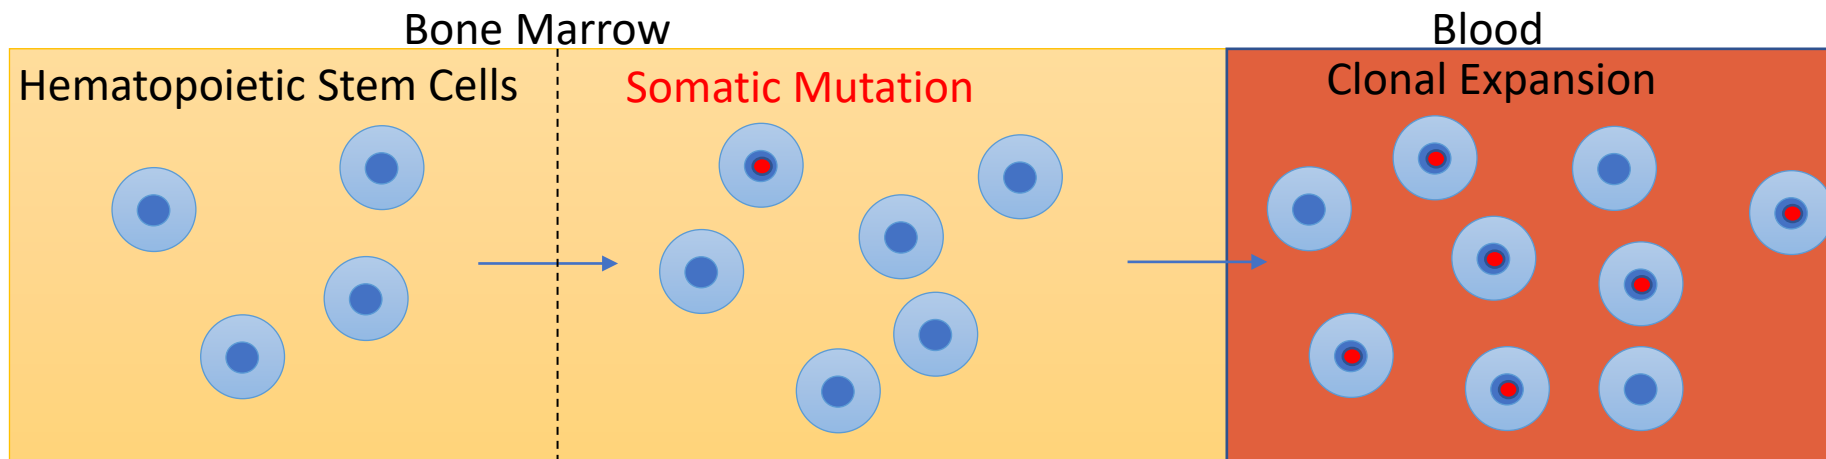 Bone Marrow
Blood
Hematopoietic Stem Cells
Somatic Mutation
Clonal Expansion